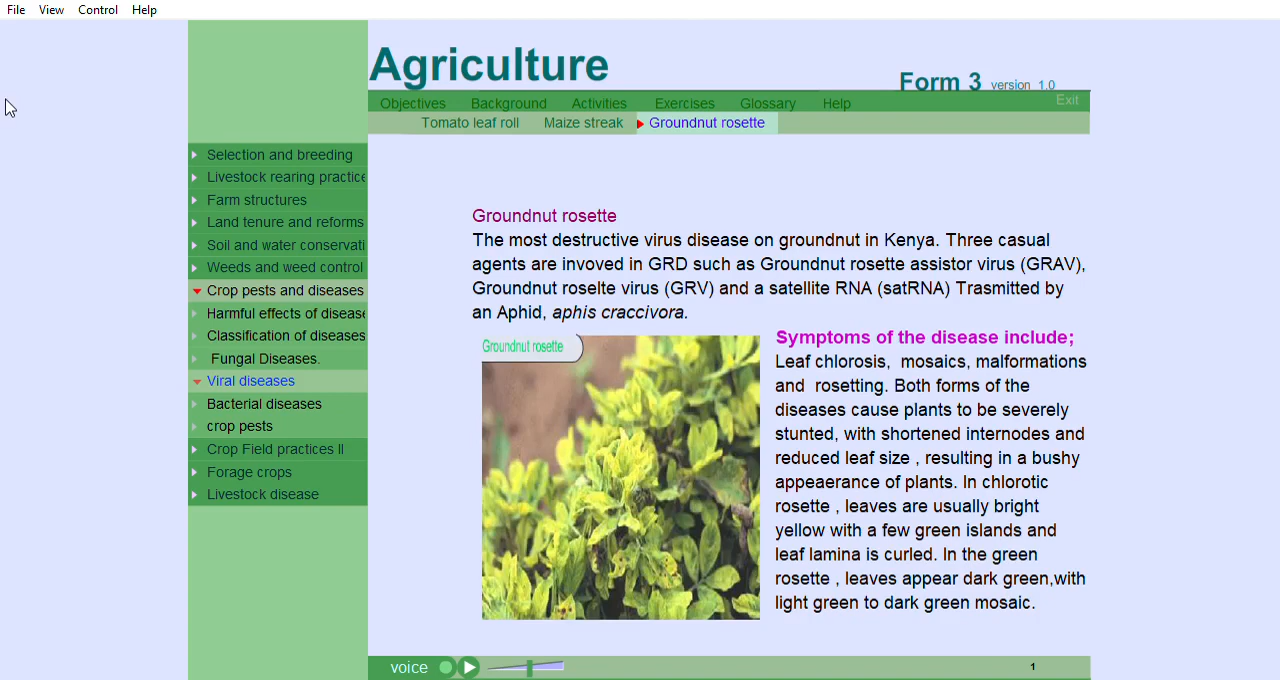 File View Control Help
Agriculture
Form 3 version 1.0
Objectives Background Activities Exercises Glossary Help Exit
Tomato leaf roll Maize streak Groundnut rosette
Selection and breeding
Livestock rearing practice
Farm structures
Land tenure and reforms
Soil and water conservati
Weeds and weed control
Crop pests and diseases
Harmful effects of disease
Classification of diseases
Fungal Diseases.
Viral diseases
Bacterial diseases
crop pests
Crop Field practices II
Forage crops
Livestock disease
Groundnut rosette
The most destructive virus disease on groundnut in Kenya. Three casual
agents are invoved in GRD such as Groundnut rosette assistor virus (GRAV),
Groundnut roselte virus (GRV) and a satellite RNA (satRNA) Trasmitted by
an Aphid, aphis craccivora.
Groundnut rosette
Symptoms of the disease include;
Leaf chlorosis, mosaics, malformations
and rosetting. Both forms of the
diseases cause plants to be severely
stunted, with shortened internodes and
reduced leaf size , resulting in a bushy
appeaerance of plants. In chlorotic
rosette , leaves are usually bright
yellow with a few green islands and
leaf lamina is curled. In the green
rosette , leaves appear dark green,with
light green to dark green mosaic.
voice
1